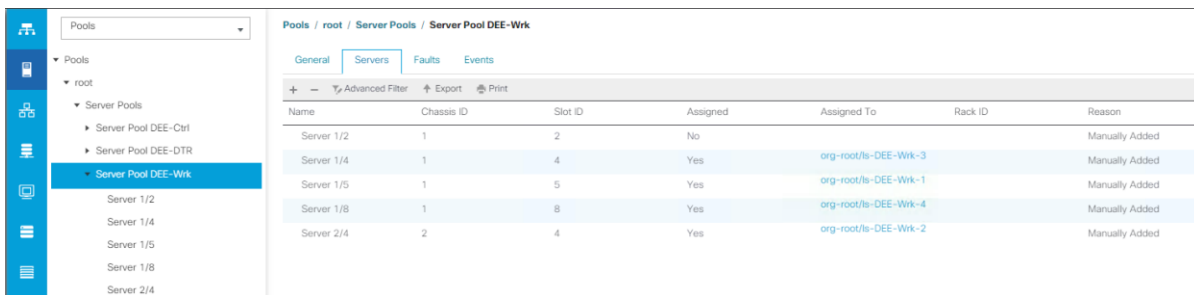 Pools
Pools / root / Server Pools / Server Pool DEE-Wrk
Pools
root
Server Pools
Server Pool DEE-Ctrl
Server Pool DEE-DTR
Server Pool DEE-Wrk
Server 1/2
Server 1/4
Server 1/5
Server 1/8
Server 2/4
General Servers Faults Events
+ − Advanced Filter Export Print
Name Chassis ID Slot ID Assigned Assigned To Rack ID Reason
Server 1/2 1 2 No Manually Added
Server 1/4 1 4 Yes org-root/ls-DEE-Wrk-3 Manually Added
Server 1/5 1 5 Yes org-root/ls-DEE-Wrk-1 Manually Added
Server 1/8 1 8 Yes org-root/ls-DEE-Wrk-4 Manually Added
Server 2/4 2 4 Yes org-root/ls-DEE-Wrk-2 Manually Added